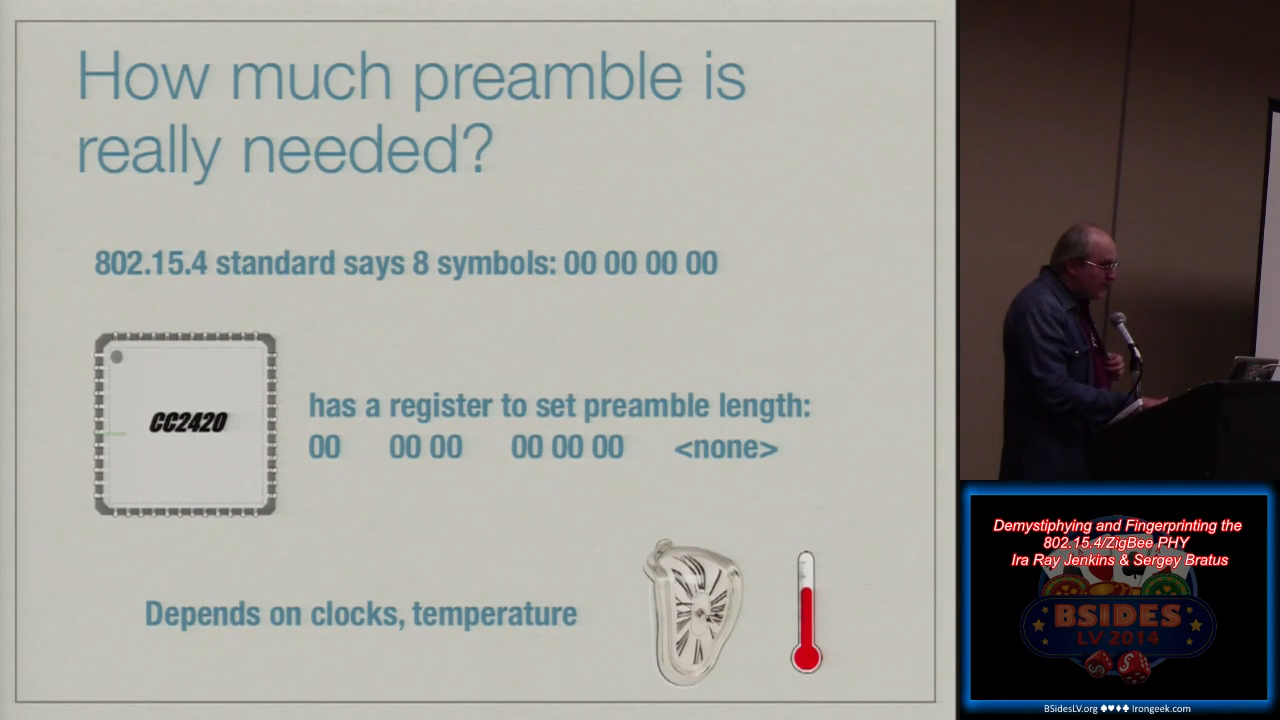 How much preamble is
really needed?
802.15.4 standard says 8 symbols: 00 00 00 00
CC2420
has a register to set preamble length:
00 00 00 00 00 00 <none>
Depends on clocks, temperature
Demystiphying and Fingerprinting the
802.15.4/ZigBee PHY
Ira Ray Jenkins & Sergey Bratus
BSIDES
LV 2014
BSidesLV.org ♠♥♦♣ Irongeek.com